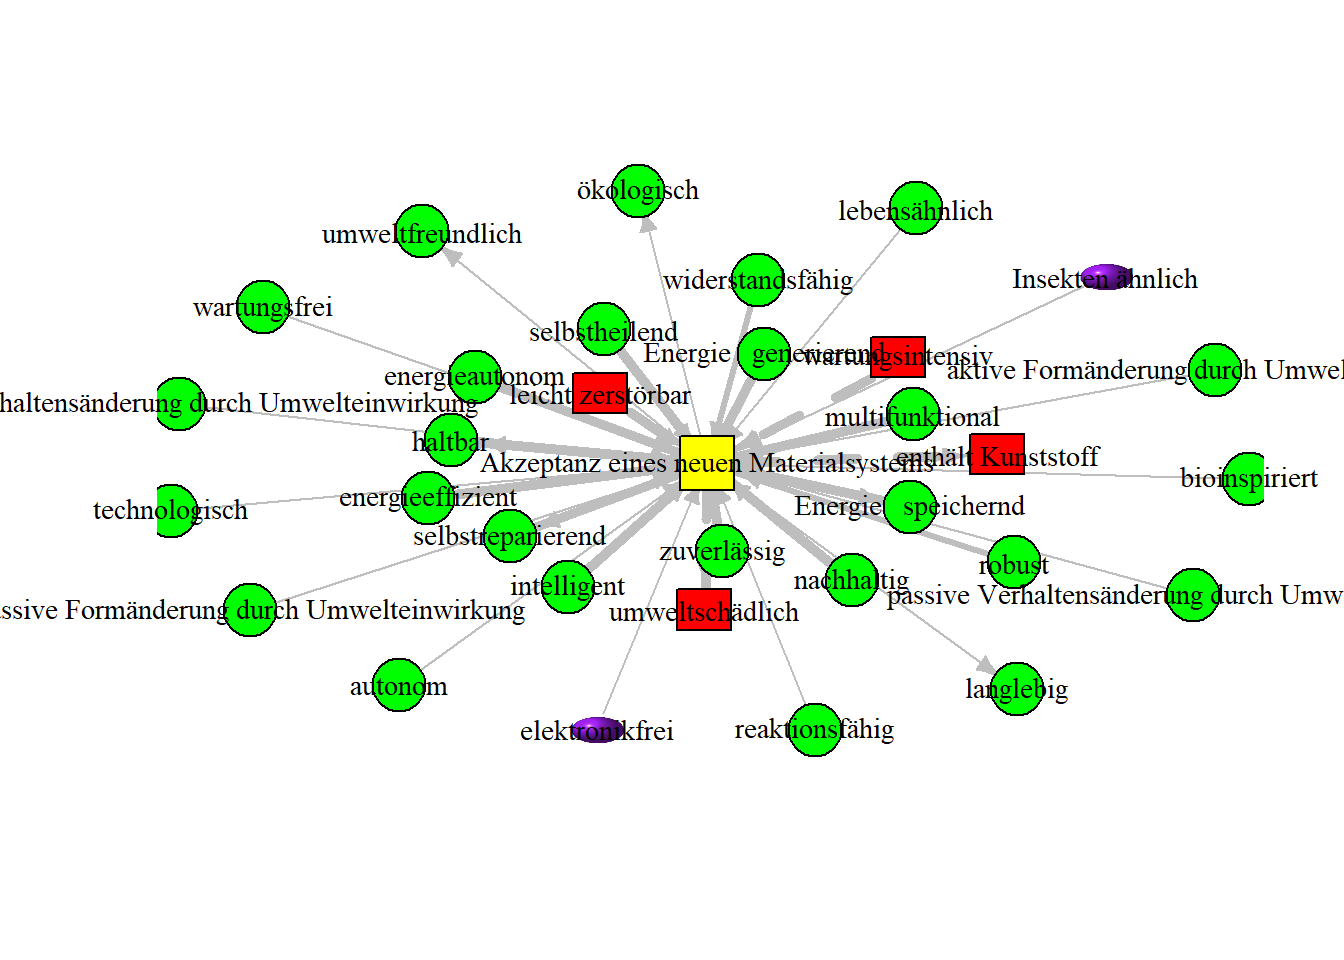 ökologisch
lebensähnlich
umweltfreundlich
Insekten ähnlich
widerstandsfähig
wartungsfrei
selbstheilend
Energie generierend
wartungsintensiv
aktive Formänderung durch Umwel
energieautonom
leicht zerstörbar
haltensänderung durch Umwelteinwirkung
multifunktional
haltbar
enthält Kunststoff
Akzeptanz eines neuen Materialsystems
bioinspiriert
energieeffizient
Energie speichernd
technologisch
selbstreparierend
zuverlässig
robust
nachhaltig
intelligent
passive Verhaltensänderung durch Umw
assive Formänderung durch Umwelteinwirkung
umweltschädlich
autonom
langlebig
elektronikfrei
reaktionsfähig